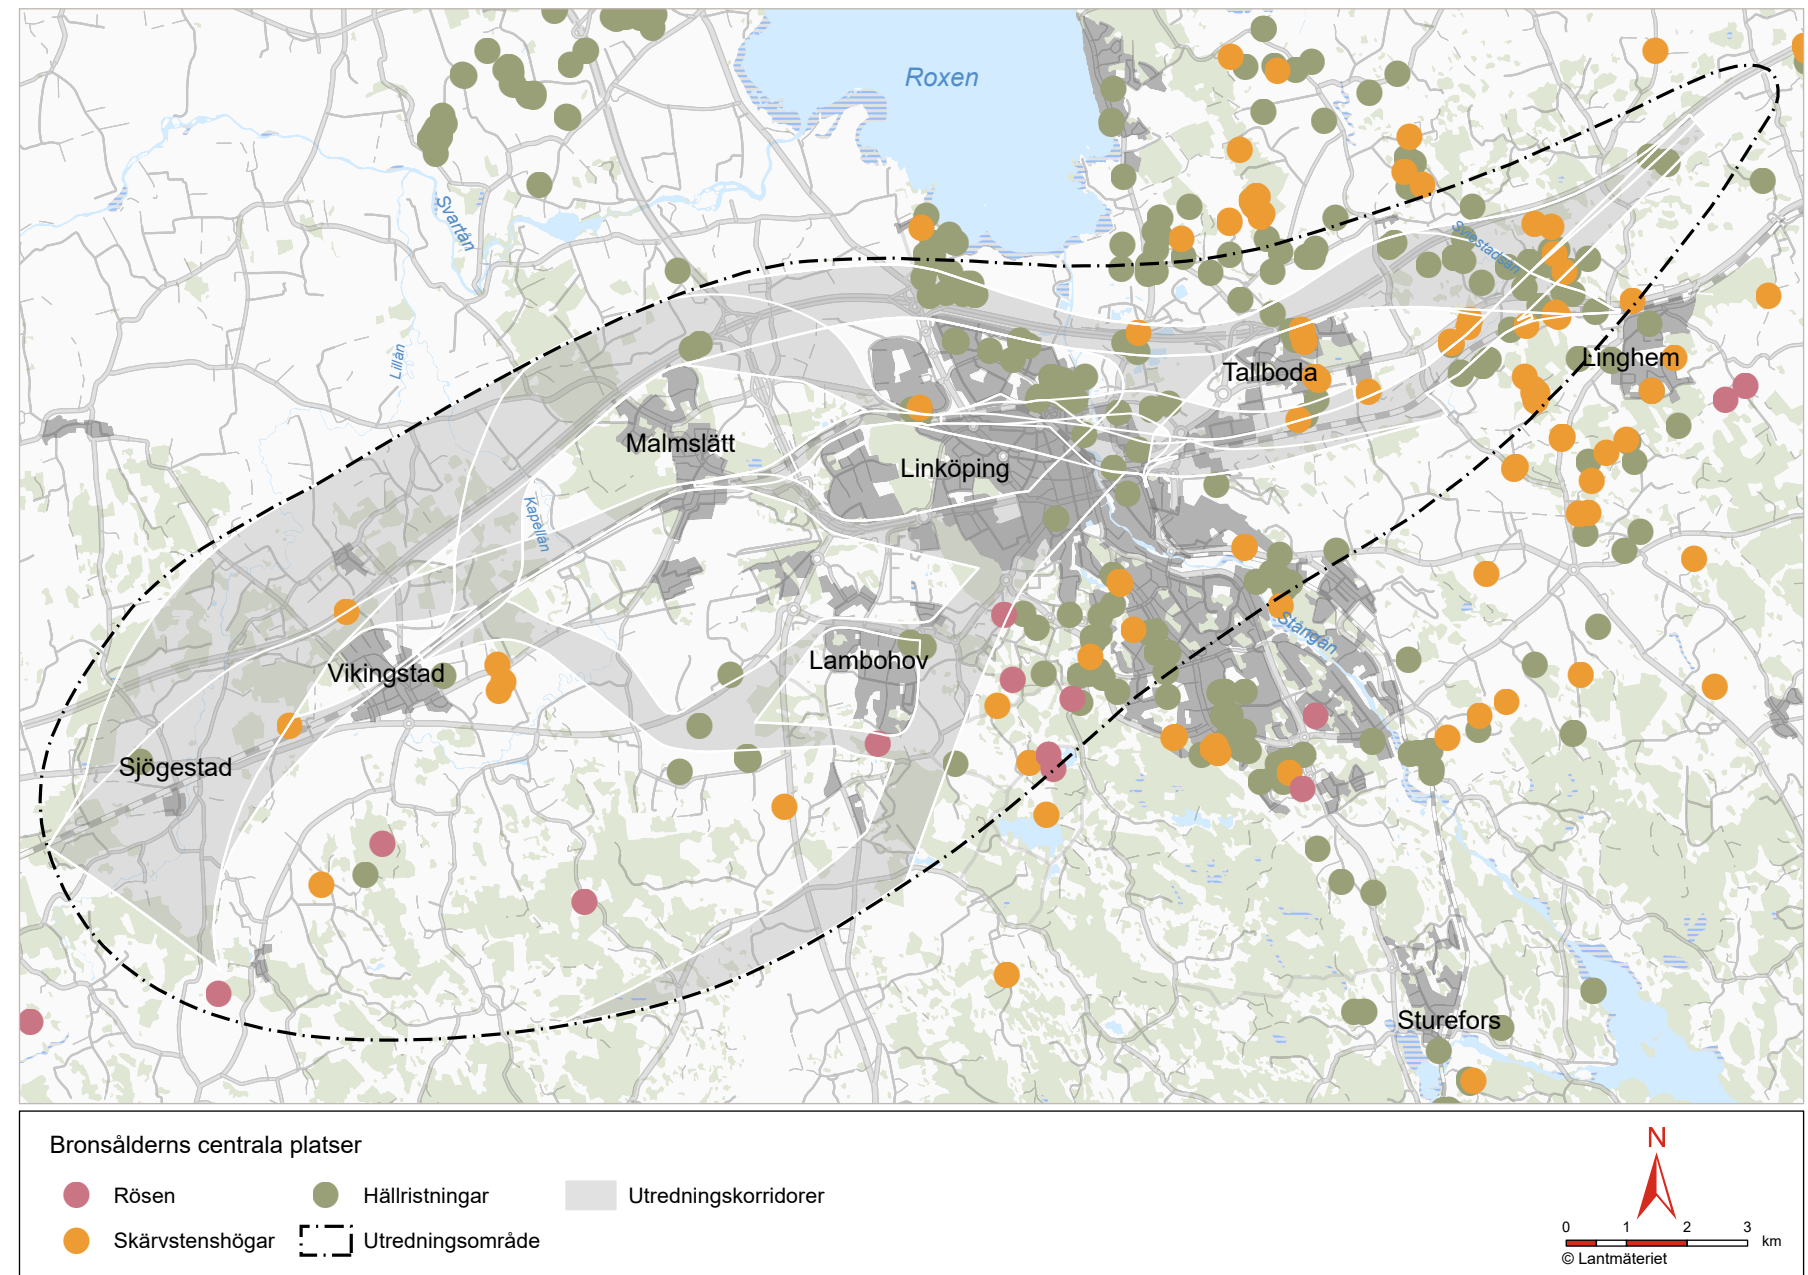 Roxen
Svartån
Svestadsån
Lillån
Linghem
Tallboda
Malmslätt
Linköping
Kapellån
Stångån
Lambohov
Vikingstad
Sjögestad
Sturefors
Bronsålderns centrala platser
N
Rösen
Hällristningar
Utredningskorridorer
Skärvstenshögar
Utredningsområde
0 1 2 3
km
© Lantmäteriet